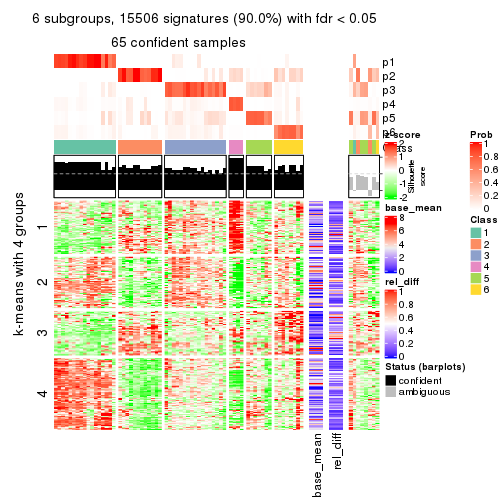 6 subgroups, 15506 signatures (90.0%) with fdr < 0.05
65 confident samples
p1
p2
p3
p4
p5
p6
Class
Silhouette score
k-means with 4 groups
1
2
3
4
base_mean
rel_diff
z-score
2
1
0
-1
-2
base_mean
8
6
4
2
0
rel_diff
1
0.8
0.6
0.4
0.2
0
Status (barplots)
confident
ambiguous
Prob
1
0.8
0.6
0.4
0.2
0
Class
1
2
3
4
5
6